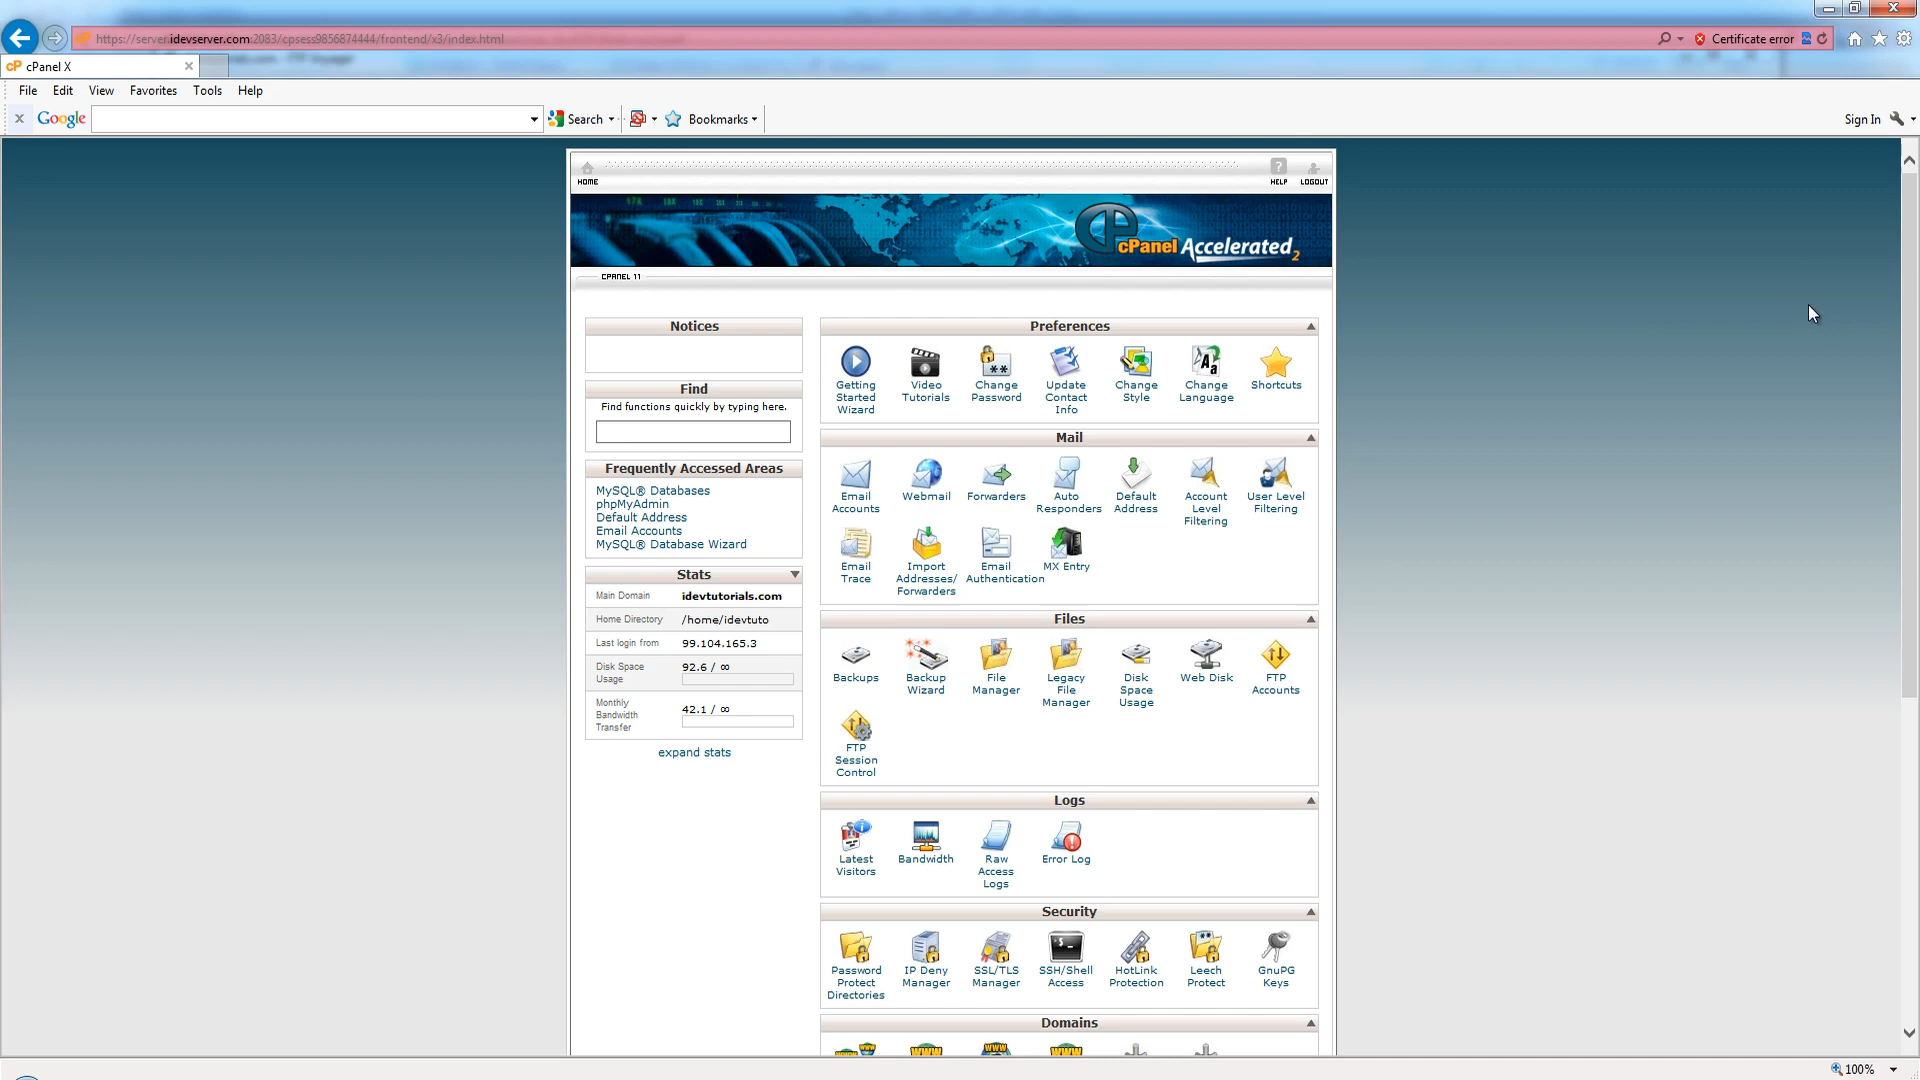 https://server.idevserver.com:2083/cpsess9856874444/frontend/x3/index.html
Certificate error
cP cPanel X
File Edit View Favorites Tools Help
x Google Search Bookmarks Sign In
HOME HELP LOGOUT
cPanel Accelerated 2
CPANEL 11
Notices
Find
Find functions quickly by typing here.
Frequently Accessed Areas
MySQL® Databases
phpMyAdmin
Default Address
Email Accounts
MySQL® Database Wizard
Stats
Main Domain idevtutorials.com
Home Directory /home/idevtuto
Last login from 99.104.165.3
Disk Space Usage 92.6 / ∞
Monthly Bandwidth Transfer 42.1 / ∞
expand stats
Preferences
Getting Started Wizard
Video Tutorials
Change Password
Update Contact Info
Change Style
Change Language
Shortcuts
Mail
Email Accounts
Webmail
Forwarders
Auto Responders
Default Address
Account Level Filtering
User Level Filtering
Email Trace
Import Addresses/ Forwarders
Email Authentication
MX Entry
Files
Backups
Backup Wizard
File Manager
Legacy File Manager
Disk Space Usage
Web Disk
FTP Accounts
FTP Session Control
Logs
Latest Visitors
Bandwidth
Raw Access Logs
Error Log
Security
Password Protect Directories
IP Deny Manager
SSL/TLS Manager
SSH/Shell Access
HotLink Protection
Leech Protect
GnuPG Keys
Domains
100%